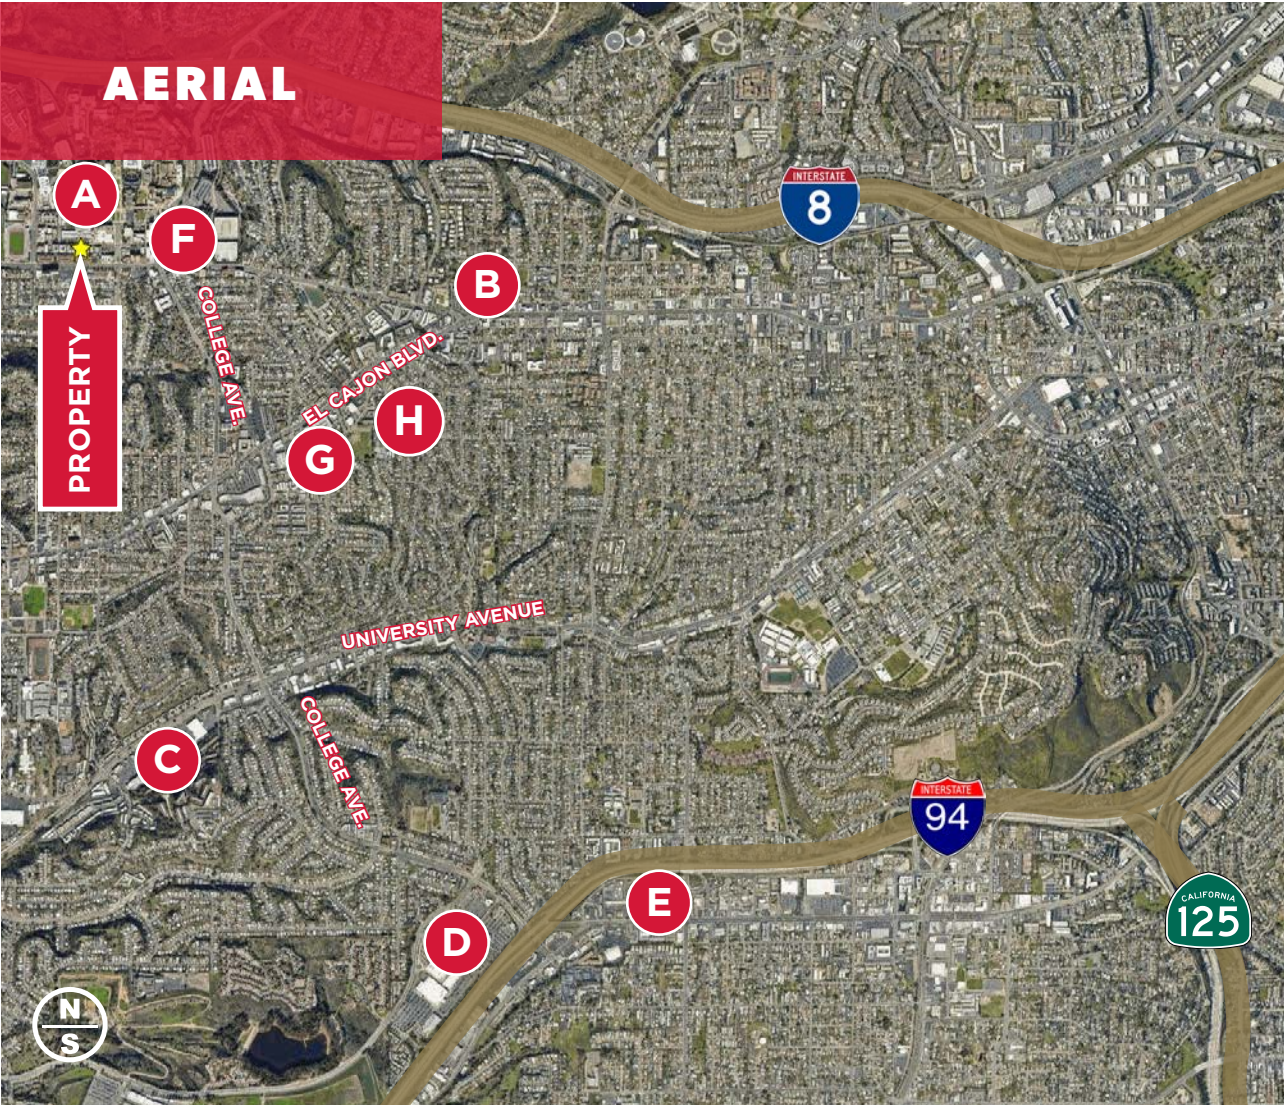 AERIAL
A
F
PROPERTY
COLLEGE AVE.
B
EL CAJON BLVD.
H
G
INTERSTATE
8
UNIVERSITY AVENUE
COLLEGE AVE.
C
INTERSTATE
94
E
D
CALIFORNIA
125
N
S